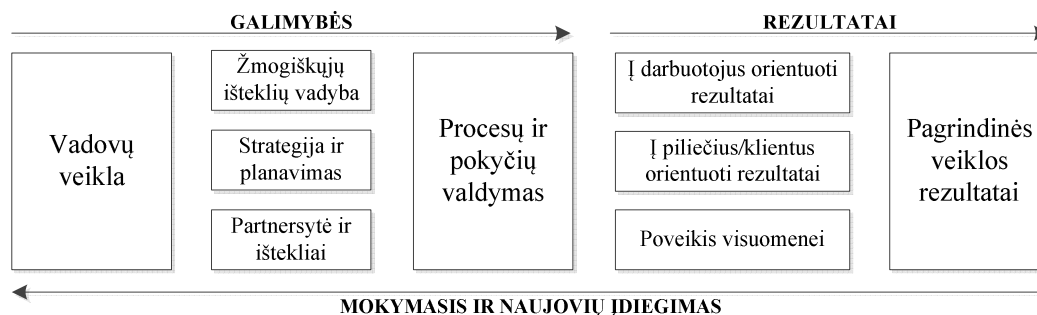 GALIMYBĖS
REZULTATAI
Vadovų
veikla
Žmogiškųjų
išteklių vadyba
Strategija ir
planavimas
Partnersytė ir
ištekliai
Procesų ir
pokyčių
valdymas
Į darbuotojus orientuoti
rezultatai
Į piliečius/klientus
orientuoti rezultatai
Poveikis visuomenei
Pagrindinės
veiklos
rezultatai
MOKYMASIS IR NAUJOVIŲ ĮDIEGIMAS